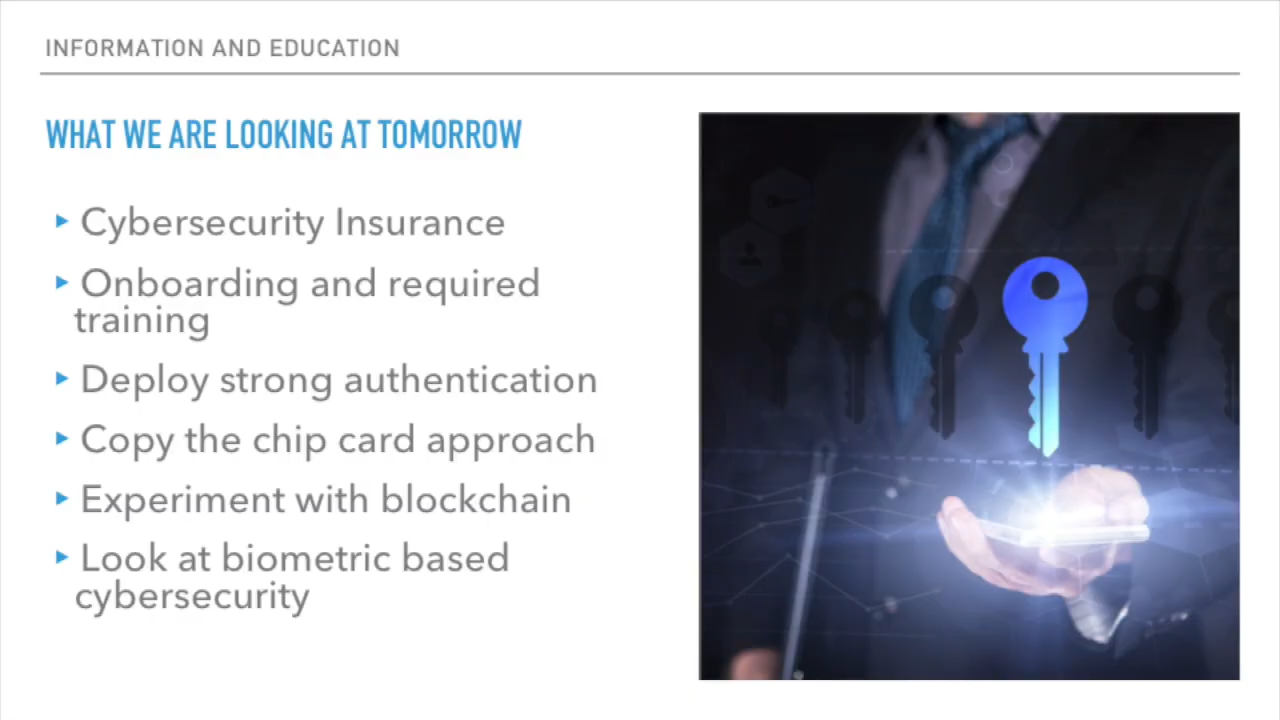 INFORMATION AND EDUCATION
WHAT WE ARE LOOKING AT TOMORROW
▸ Cybersecurity Insurance
▸ Onboarding and required
training
▸ Deploy strong authentication
▸ Copy the chip card approach
▸ Experiment with blockchain
▸ Look at biometric based
cybersecurity